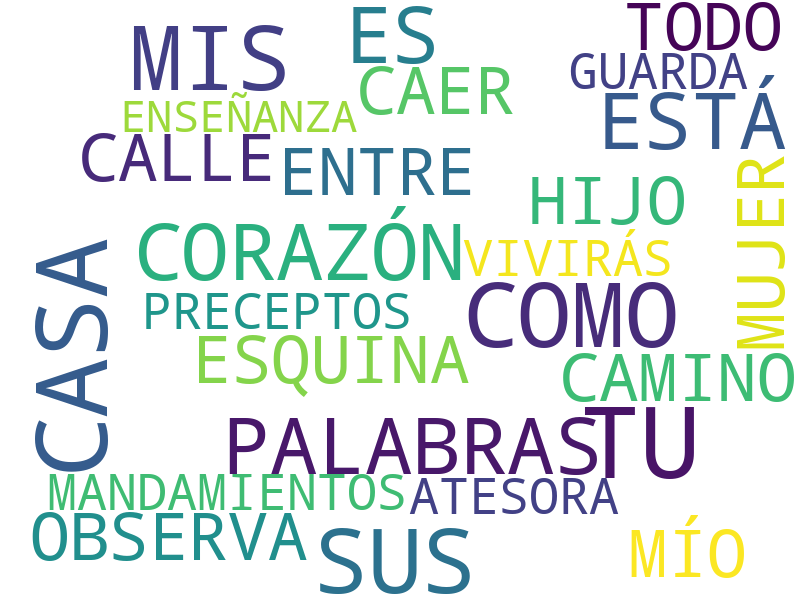 TODO
ES
MIS
GUARDA
CAER
ENSEÑANZA
ESTÁ
CALLE
ENTRE
MUJER
HIJO
CORAZÓN
VIVIRÁS
CASA
PRECEPTOS
COMO
ESQUINA
CAMINO
PALABRAS
TU
MANDAMIENTOS
ATESORA
OBSERVA
SUS
MÍO